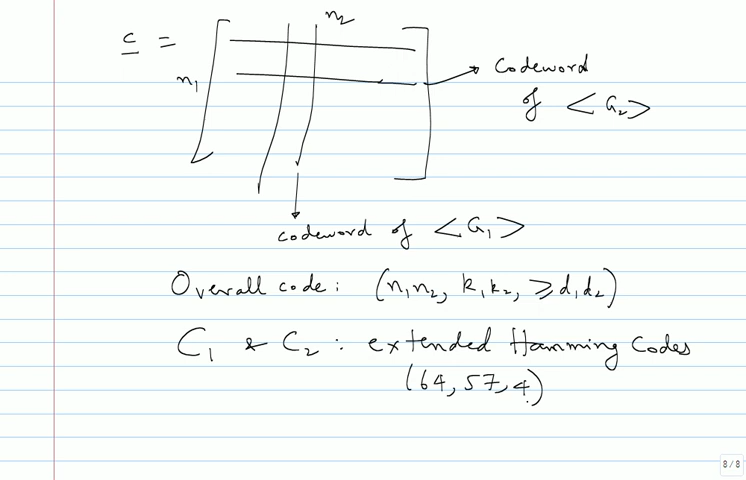 n₂
c =
n₁
codeword
of <G₂>
codeword of <G₁>
Overall code: (n₁n₂, k₁k₂, ≥d₁d₂)
C₁ & C₂: extended Hamming Codes
(64, 57, 4)
8 / 8